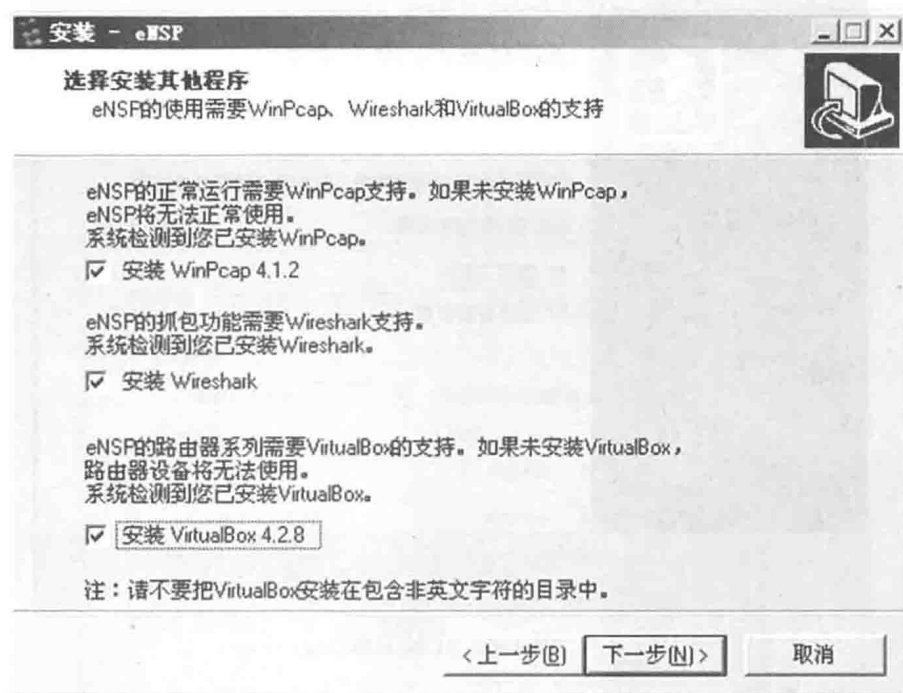 安装 - eNSP
选择安装其他程序
eNSP的使用需要WinPcap、Wireshark和VirtualBox的支持
eNSP的正常运行需要WinPcap支持。如果未安装WinPcap，
eNSP将无法正常使用。
系统检测到您已安装WinPcap。
安装 WinPcap 4.1.2
eNSP的抓包功能需要Wireshark支持。
系统检测到您已安装Wireshark。
安装 Wireshark
eNSP的路由器系列需要VirtualBox的支持。如果未安装VirtualBox，
路由器设备将无法使用。
系统检测到您已安装VirtualBox。
安装 VirtualBox 4.2.8
注：请不要把VirtualBox安装在包含非英文字符的目录中。
<上一步(B) 下一步(N)> 取消